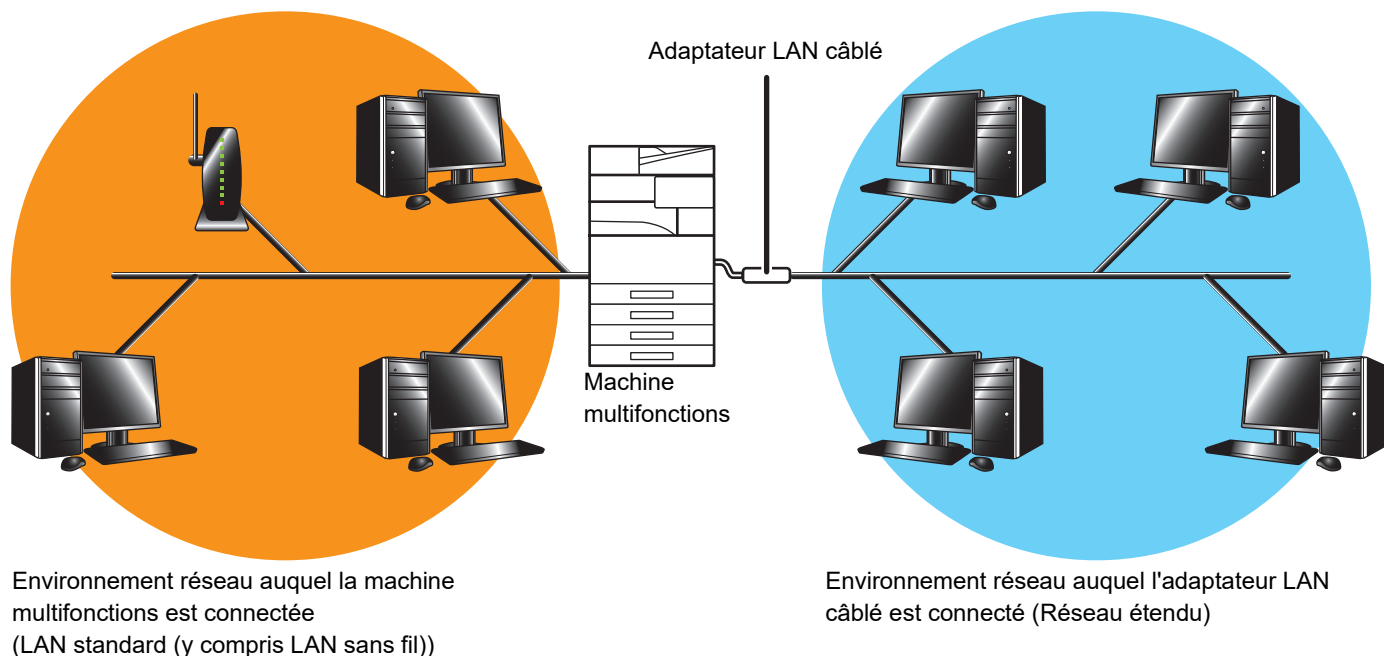 Adaptateur LAN câblé
Machine
multifonctions
Environnement réseau auquel la machine
multifonctions est connectée
(LAN standard (y compris LAN sans fil))
Environnement réseau auquel l'adaptateur LAN
câblé est connecté (Réseau étendu)